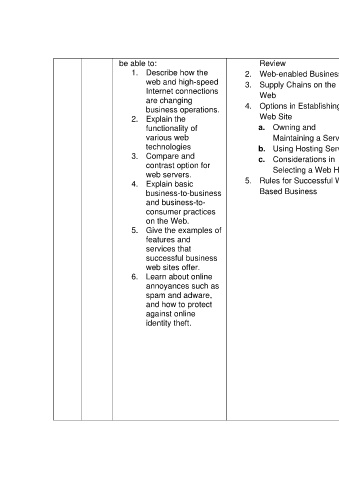 be able to:
1. Describe how the
web and high-speed
Internet connections
are changing
business operations.
2. Explain the
functionality of
various web
technologies
3. Compare and
contrast option for
web servers.
4. Explain basic
business-to-business
and business-to-
consumer practices
on the Web.
5. Give the examples of
features and
services that
successful business
web sites offer.
6. Learn about online
annoyances such as
spam and adware,
and how to protect
against online
identity theft.
Review
2. Web-enabled Busines
3. Supply Chains on the
Web
4. Options in Establishing
Web Site
a. Owning and
Maintaining a Serv
b. Using Hosting Serv
c. Considerations in
Selecting a Web H
5. Rules for Successful W
Based Business